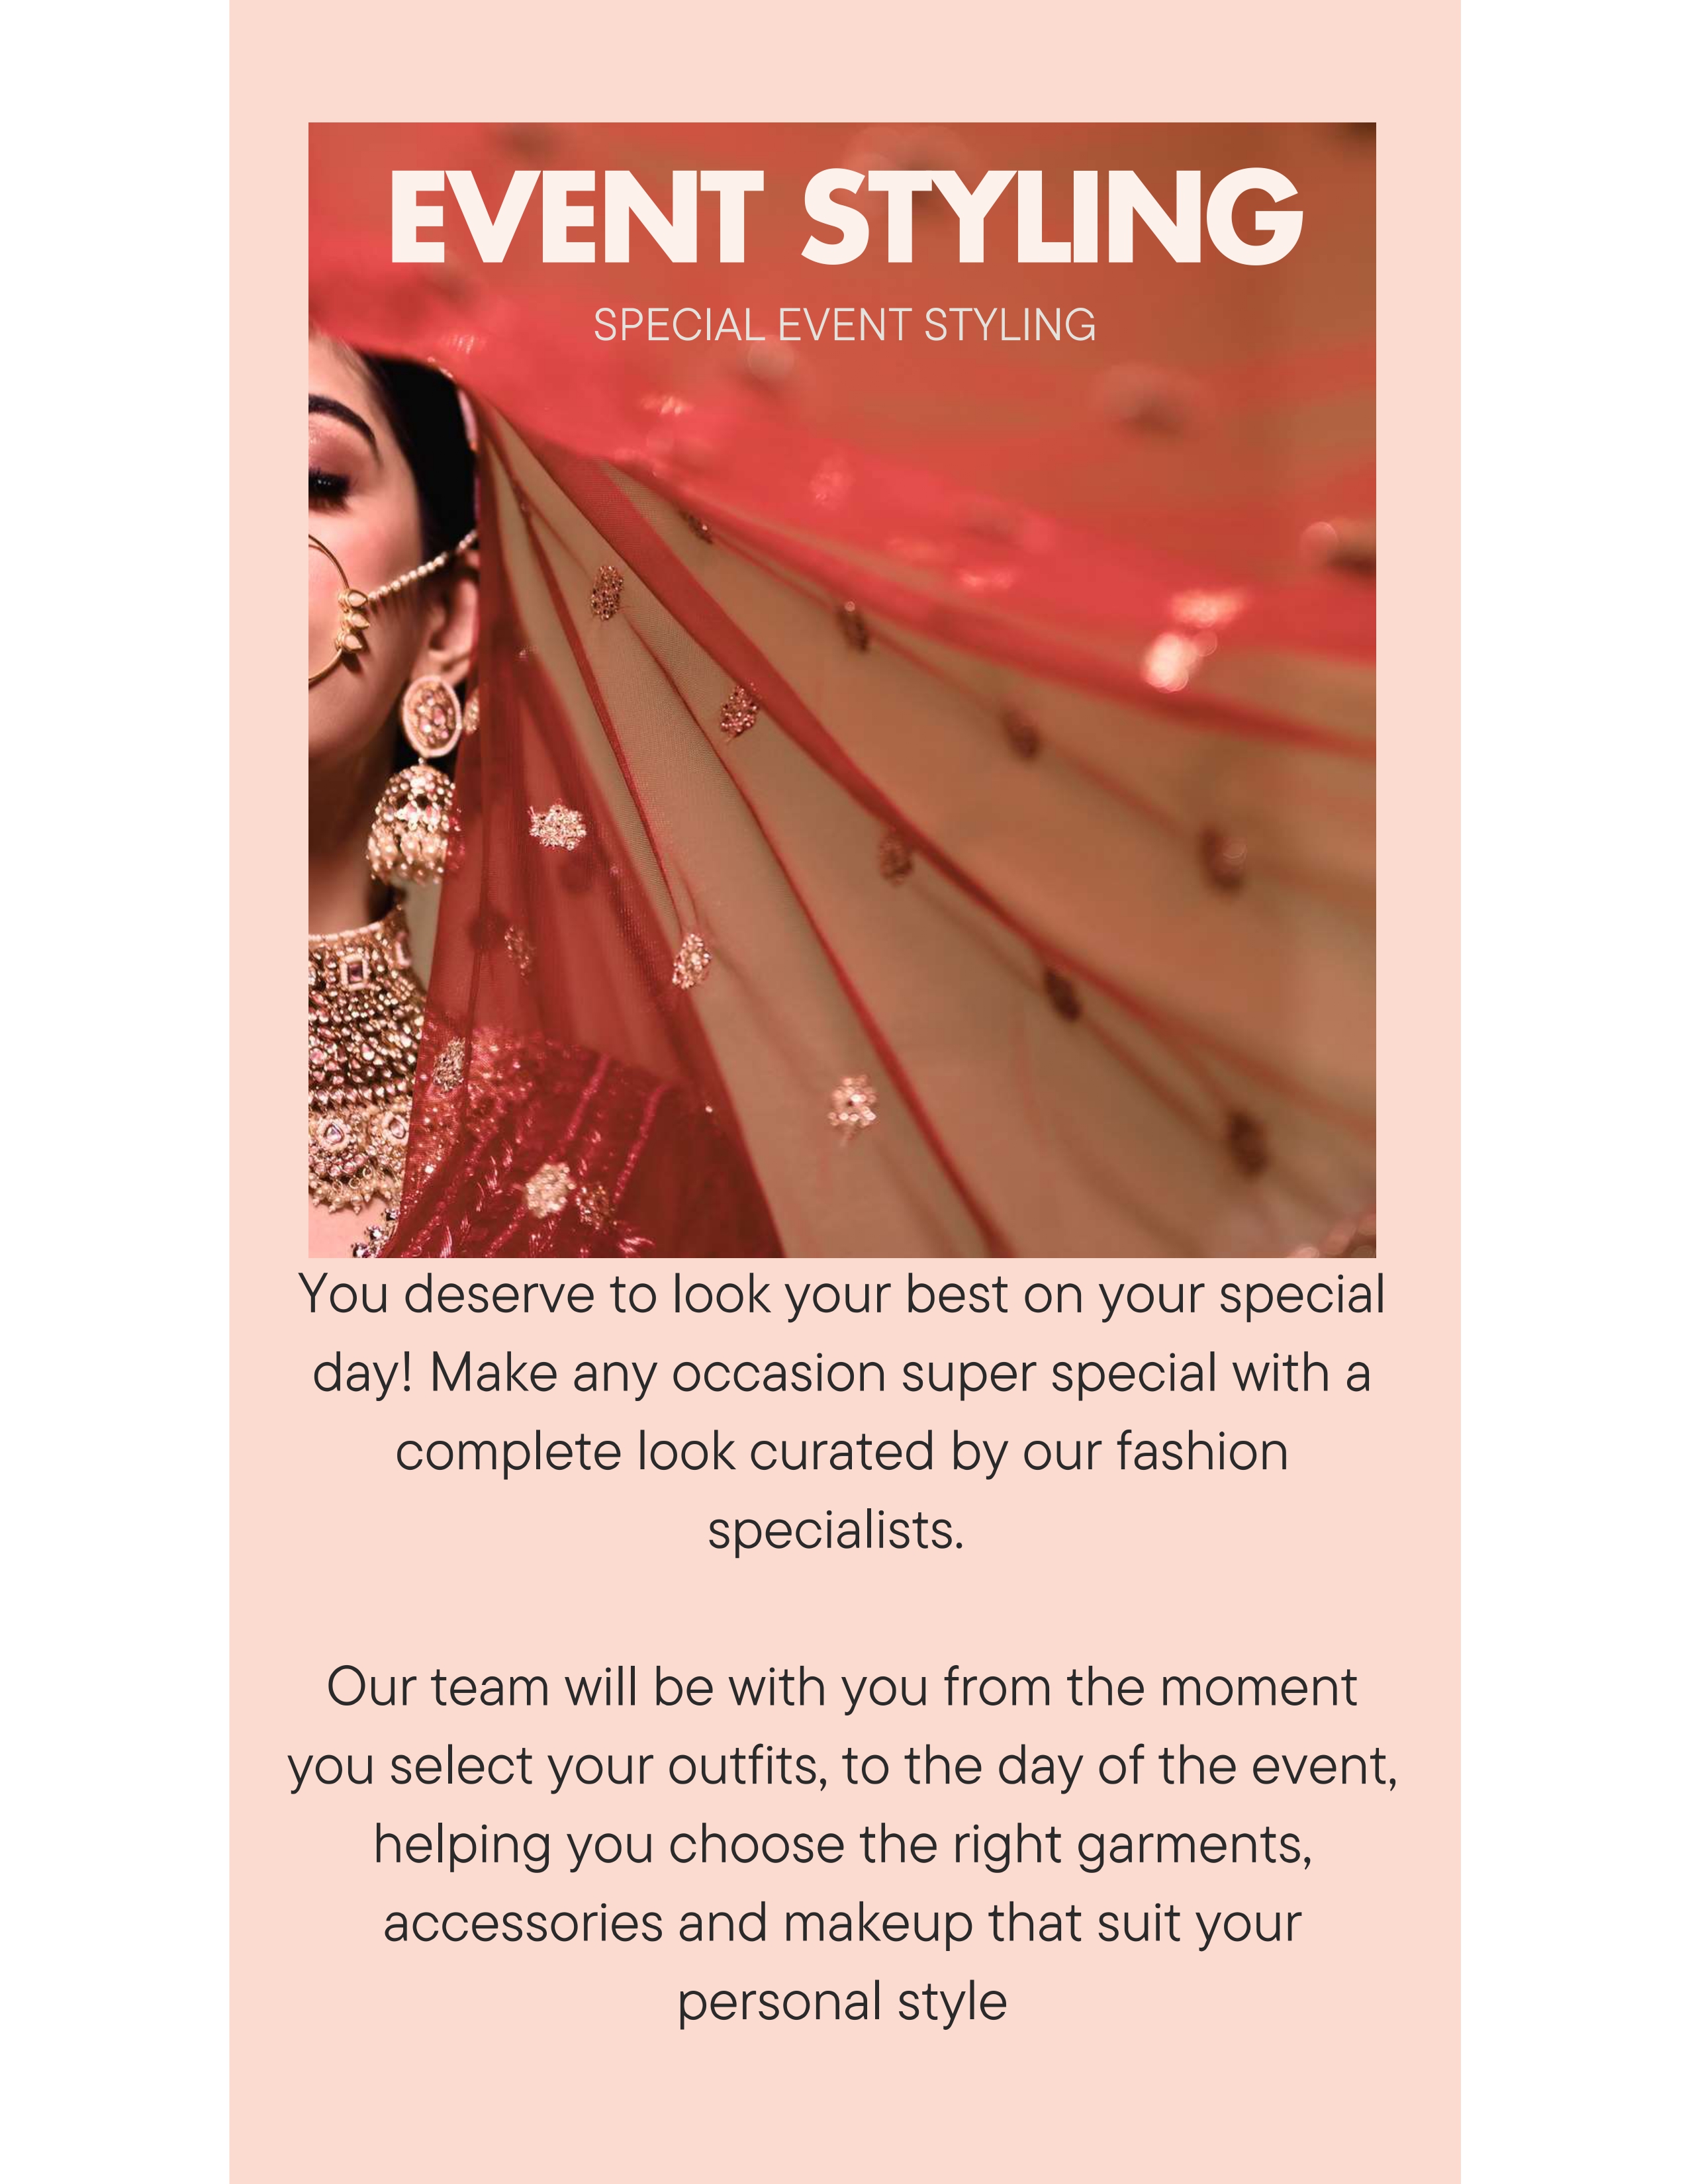 EVENT STYLING
SPECIAL EVENT STYLING
You deserve to look your best on your special
day! Make any occasion super special with a
complete look curated by our fashion
specialists.
Our team will be with you from the moment
you select your outfits, to the day of the event,
helping you choose the right garments,
accessories and makeup that suit your
personal style